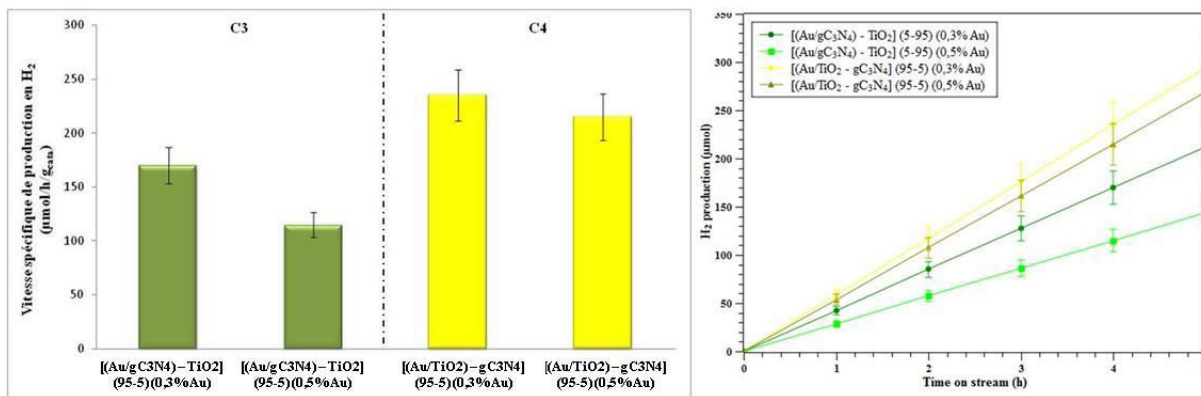 C3
C4
Vitesse spécifique de production en H2
(µmol/h/gcata)
300
250
200
150
100
50
0
[(Au/gC3N4)–TiO2]
(95-5)(0,3%Au)
[(Au/gC3N4)–TiO2]
(95-5)(0,5%Au)
[(Au/TiO2)–gC3N4]
(95-5)(0,3%Au)
[(Au/TiO2)–gC3N4]
(95-5)(0,5%Au)
[(Au/gC3N4) - TiO2] (5-95) (0,3% Au)
[(Au/gC3N4) - TiO2] (5-95) (0,5% Au)
[(Au/TiO2 - gC3N4] (95-5) (0,3% Au)
[(Au/TiO2 - gC3N4] (95-5) (0,5% Au)
H2 production (µmol)
350
300
250
200
150
100
50
0
0 1 2 3 4
Time on stream (h)